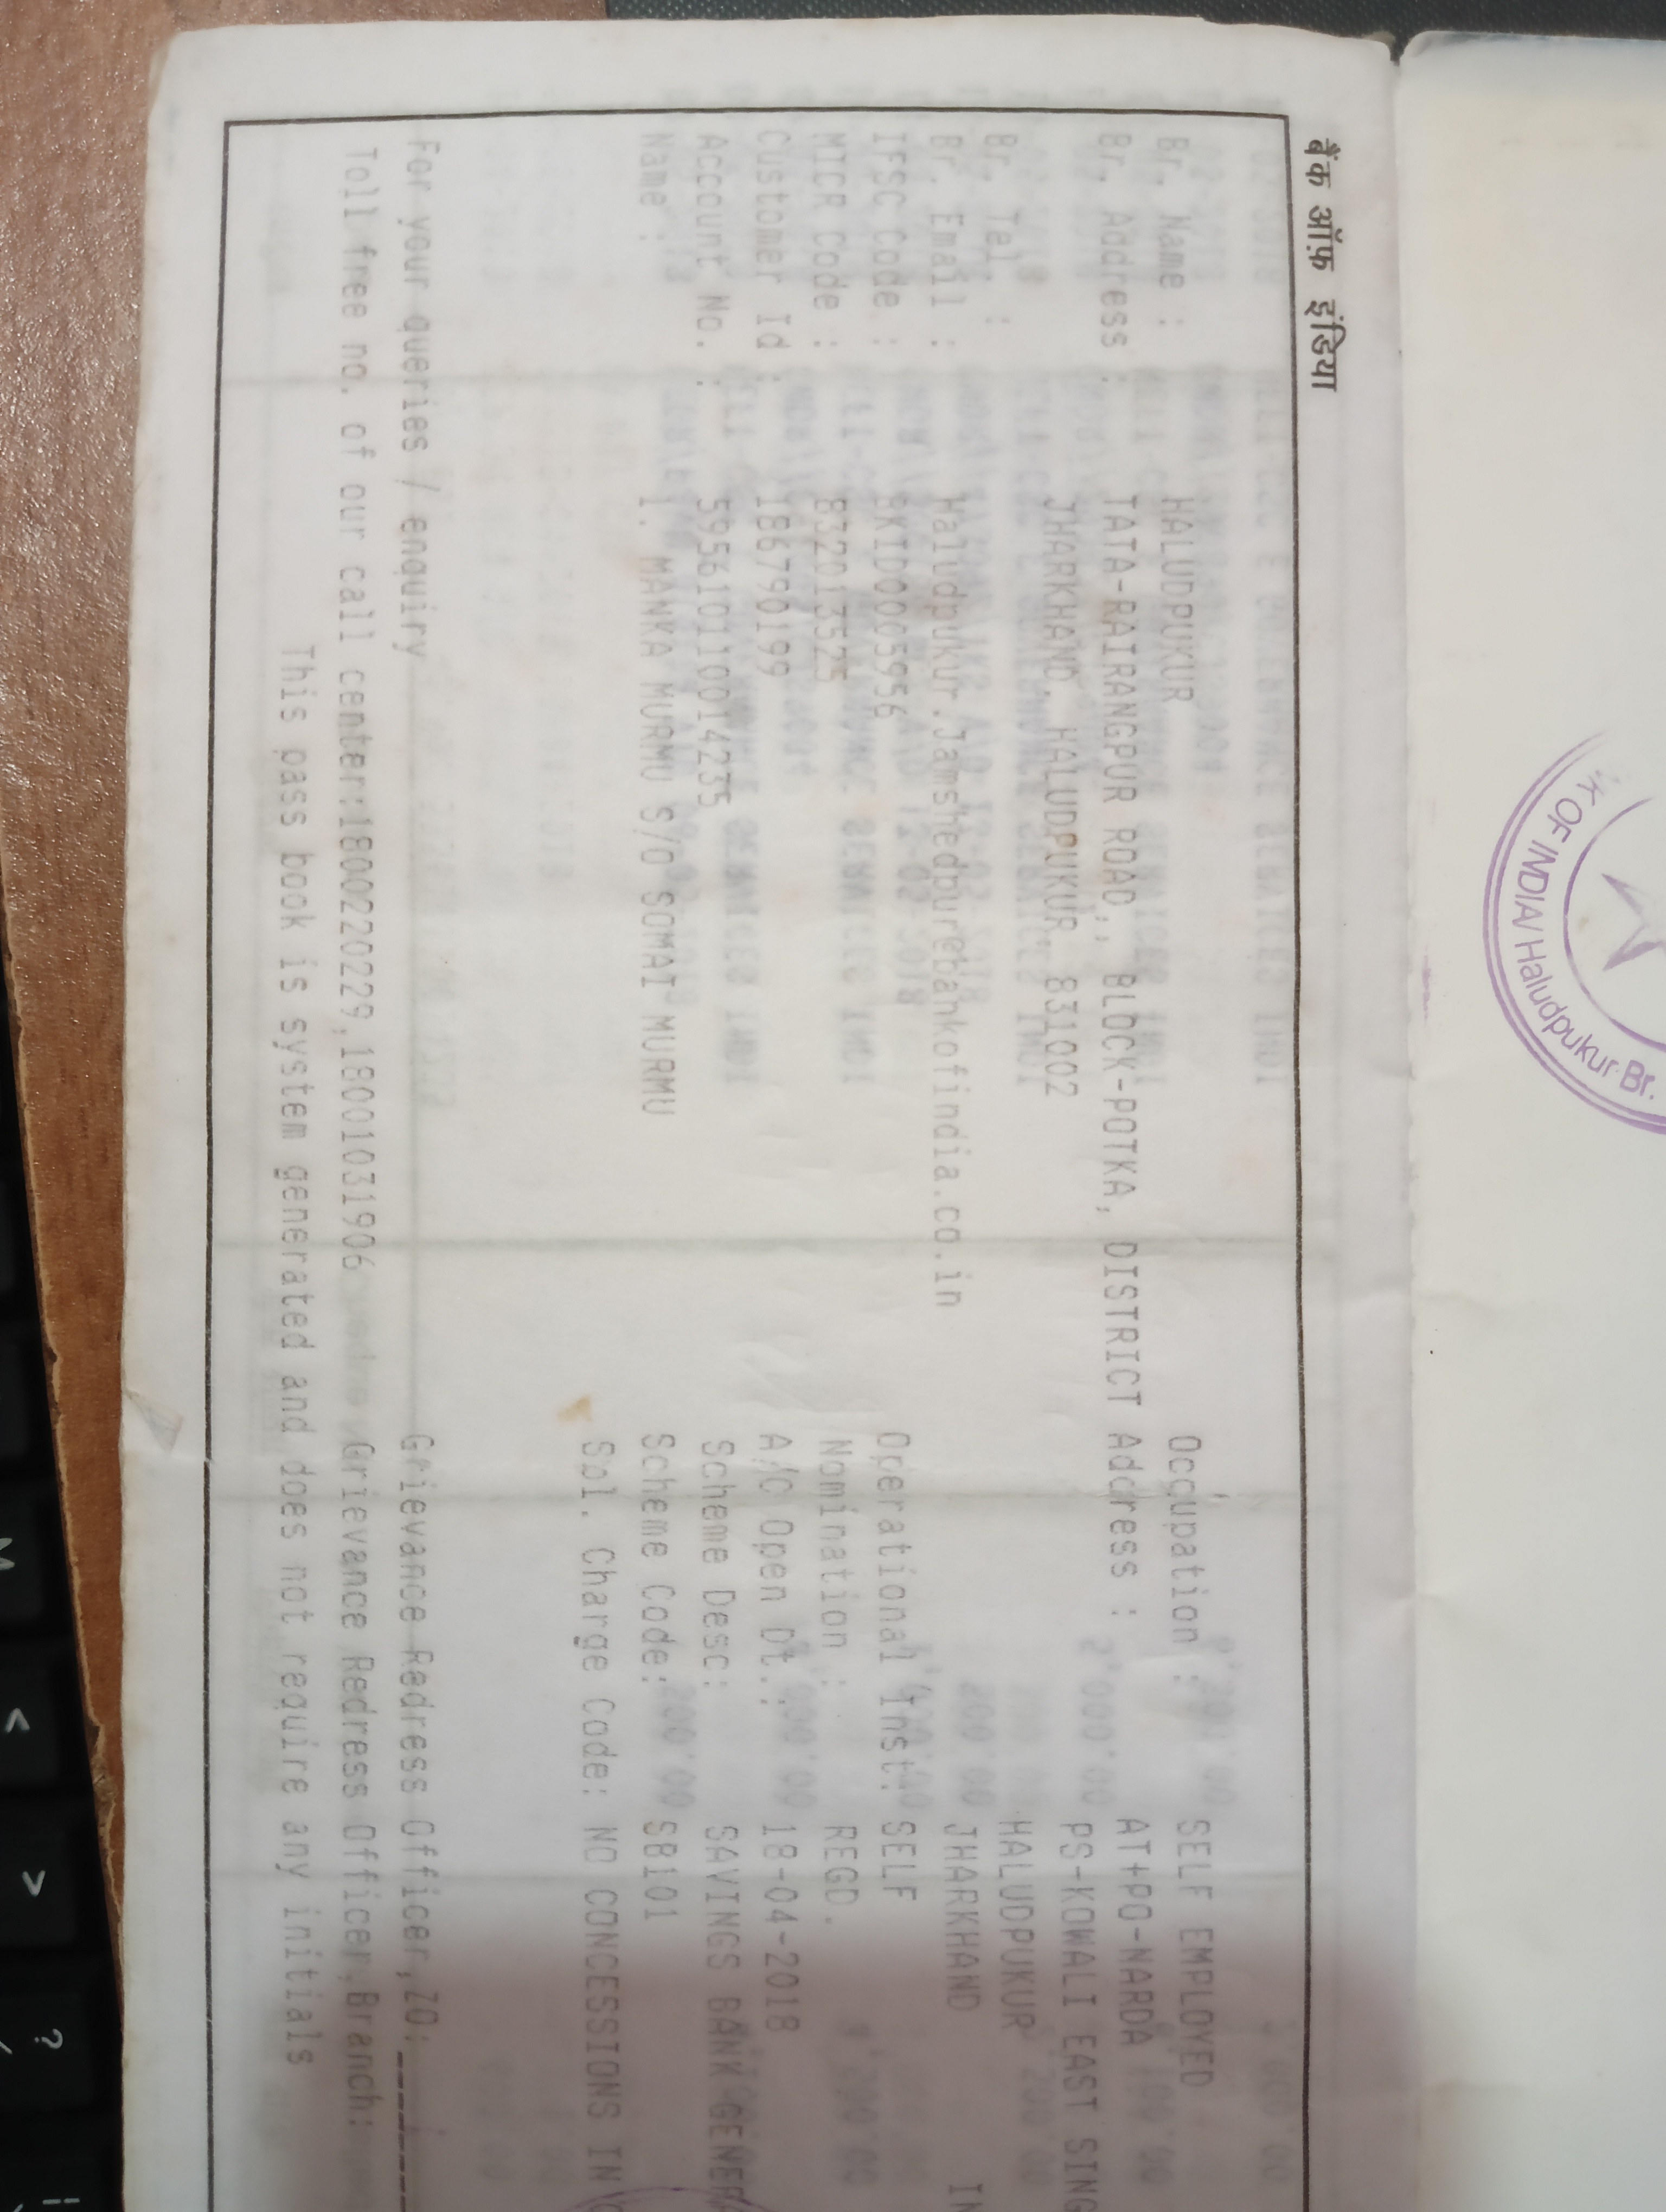 बैंक ऑफ़ इंडिया
Br. Name : HALUDPUKUR Occupation : SELF EMPLOYED
Br. Address : TATA-RAIRANGPUR ROAD,, BLOCK-POTKA, DISTRICT Address : AT+PO-NARDA
JHARKHAND, HALUDPUKUR, 831002 PS-KOWALI EAST SING
Br. Tel. : HALUDPUKUR
Br. Email : Haludpukur.Jamshedpur@bankofindia.co.in JHARKHAND IN
IFSC Code : BKID0005956 Operational Inst: SELF
MICR Code : 832013525 Nomination : REGD.
Customer Id : 186790199 A/C Open Dt.: 18-04-2018
Account No. : 595610110014235 Scheme Desc: SAVINGS BANK GENER
Name : 1. MANKA MURMU S/O SOMAI MURMU Scheme Code: SB101
Spl. Charge Code: NO CONCESSIONS IN C
For your queries / enquiry Grievance Redress Officer,ZO:
Toll free no. of our call center:1800220229,18001031906 Grievance Redress Officer,Branch:
This pass book is system generated and does not require any initials
K OF INDIA Haludpukur Br.